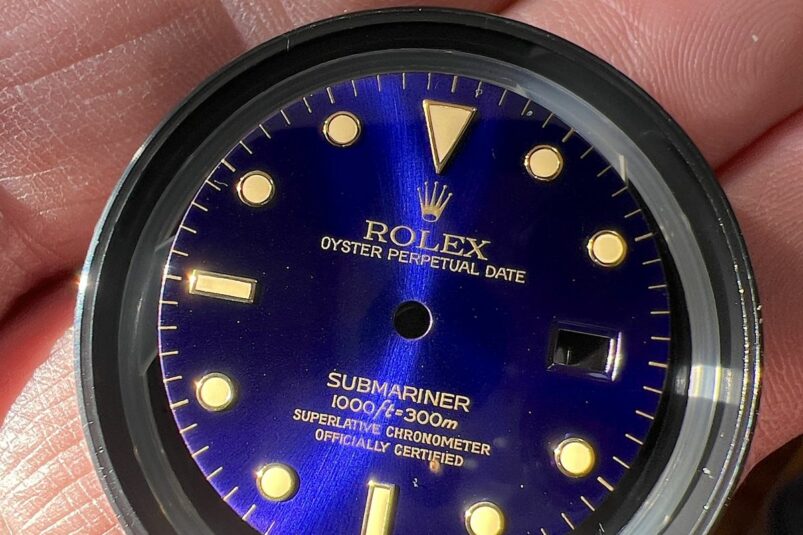 ROLEX
OYSTER PERPETUAL DATE
SUBMARINER
1000ft=300m
SUPERLATIVE CHRONOMETER
OFFICIALLY CERTIFIED